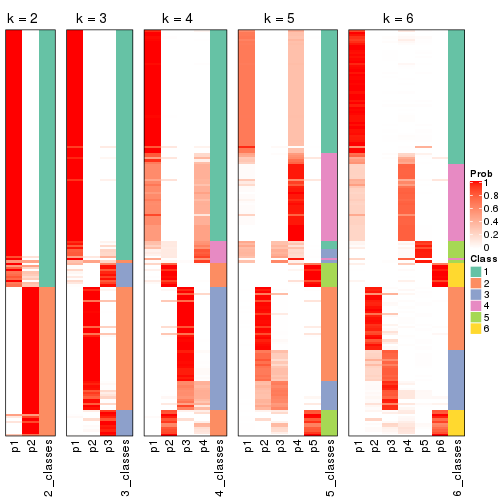 k = 2
k = 3
k = 4
k = 5
k = 6
Prob
1
0.8
0.6
0.4
0.2
0
Class
1
2
3
4
5
6
p1
p2
2_classes
p1
p2
p3
3_classes
p1
p2
p3
p4
4_classes
p1
p2
p3
p4
p5
5_classes
p1
p2
p3
p4
p5
p6
6_classes